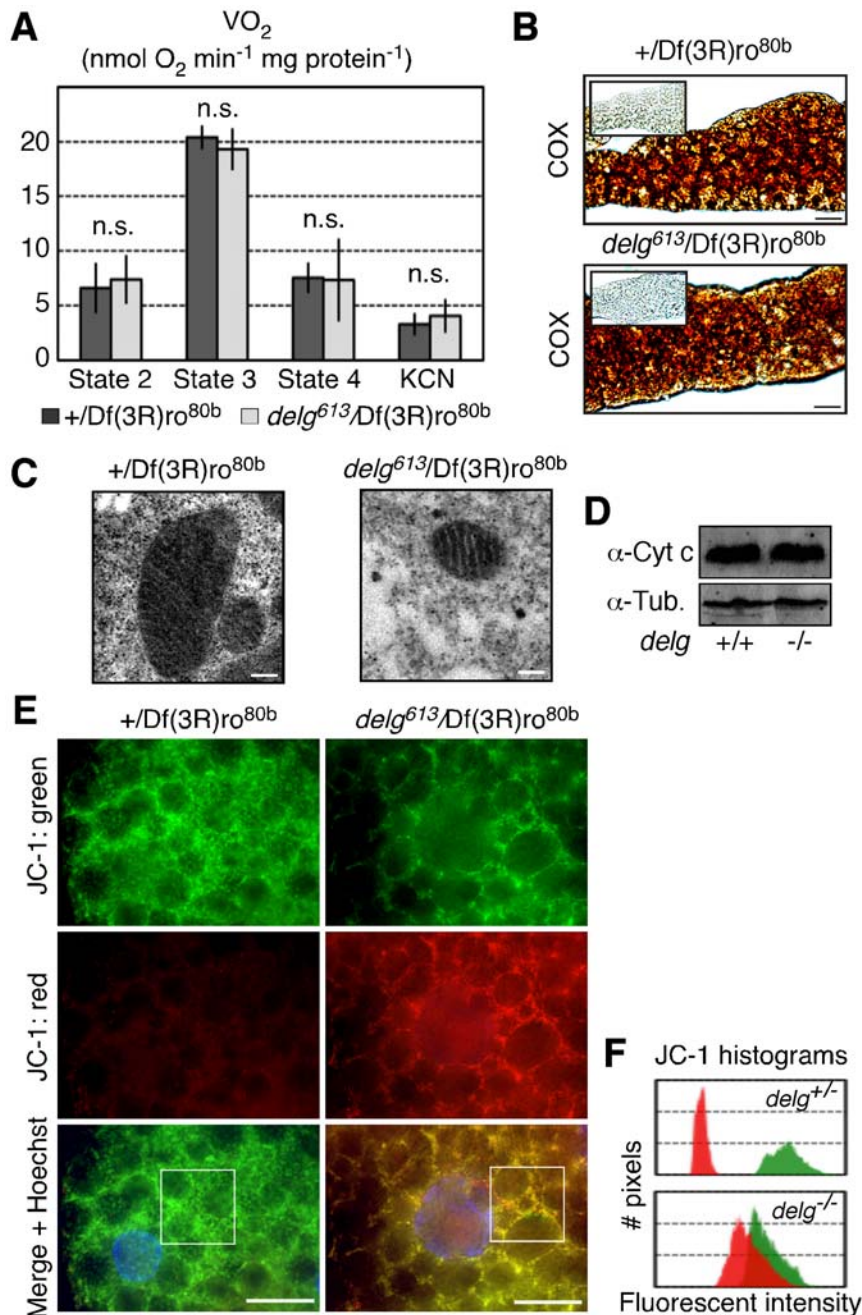 A
VO₂
(nmol O₂ min⁻¹ mg protein⁻¹)
20
15
10
5
0
n.s.
n.s.
n.s.
n.s.
State 2 State 3 State 4 KCN
+/Df(3R)ro⁸⁰ᵇ delg⁶¹³/Df(3R)ro⁸⁰ᵇ
B
+/Df(3R)ro⁸⁰ᵇ
COX
delg⁶¹³/Df(3R)ro⁸⁰ᵇ
COX
C
+/Df(3R)ro⁸⁰ᵇ
delg⁶¹³/Df(3R)ro⁸⁰ᵇ
D
α-Cyt c
α-Tub.
delg +/+ -/-
E
+/Df(3R)ro⁸⁰ᵇ
delg⁶¹³/Df(3R)ro⁸⁰ᵇ
JC-1: green
JC-1: red
Merge + Hoechst
F
JC-1 histograms
delg⁺/⁻
delg⁻/⁻
# pixels
Fluorescent intensity